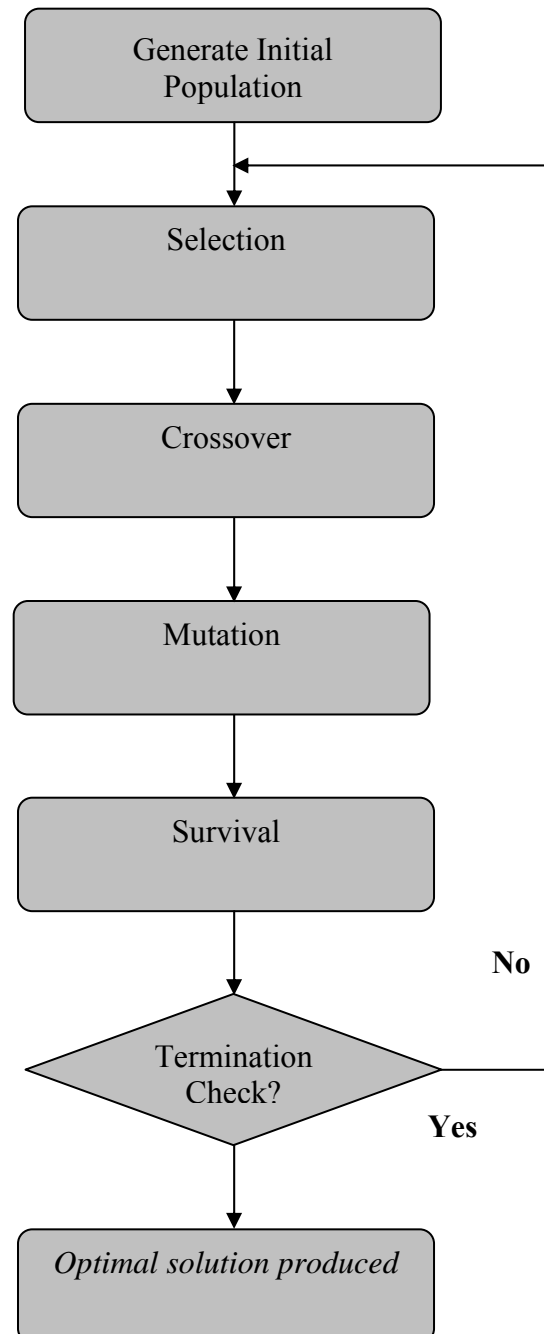 Generate Initial
Population
Selection
Crossover
Mutation
Survival
No
Termination
Check?
Yes
Optimal solution produced